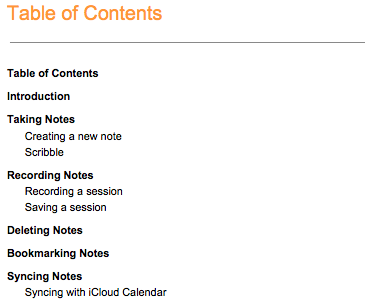 Table of Contents
Table of Contents
Introduction
Taking Notes
Creating a new note
Scribble
Recording Notes
Recording a session
Saving a session
Deleting Notes
Bookmarking Notes
Syncing Notes
Syncing with iCloud Calendar